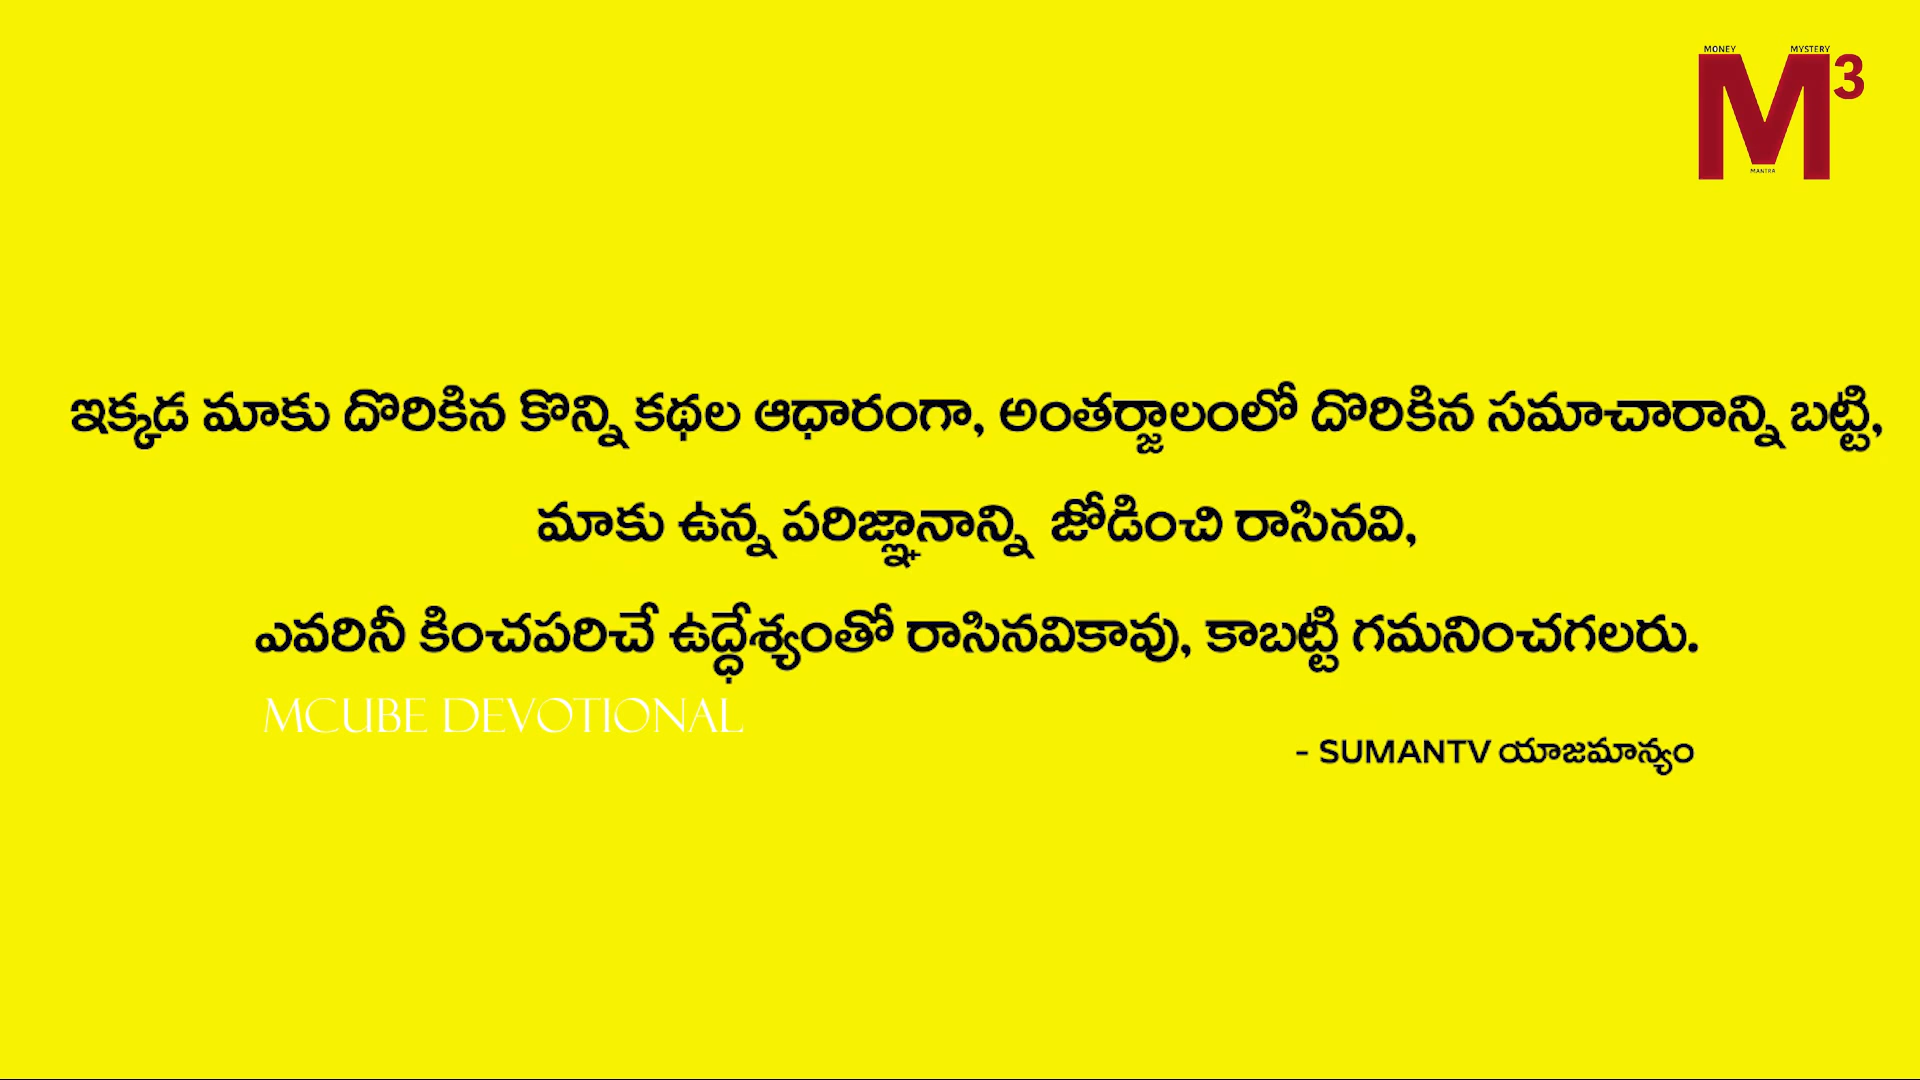 MONEY MYSTERY
M3
MANTRA
ఇక్కడ మాకు దొరికిన కొన్ని కథల ఆధారంగా, అంతర్జాలంలో దొరికిన సమాచారాన్ని బట్టి,
మాకు ఉన్న పరిజ్ఞానాన్ని జోడించి రాసినవి,
ఎవరినీ కించపరిచే ఉద్ధేశ్యంతో రాసినవికావు, కాబట్టి గమనించగలరు.
MCUBE DEVOTIONAL
- SUMANTV యాజమాన్యం